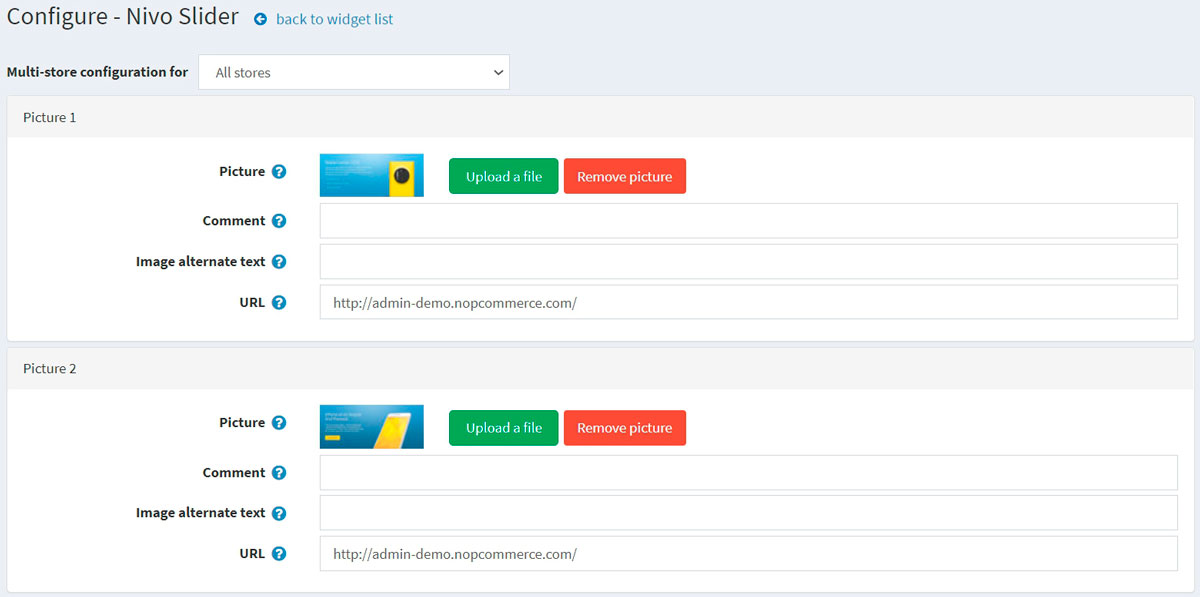 Configure - Nivo Slider back to widget list
Multi-store configuration for All stores
Picture 1
Picture Upload a file Remove picture
Comment
Image alternate text
URL http://admin-demo.nopcommerce.com/
Picture 2
Picture Upload a file Remove picture
Comment
Image alternate text
URL http://admin-demo.nopcommerce.com/